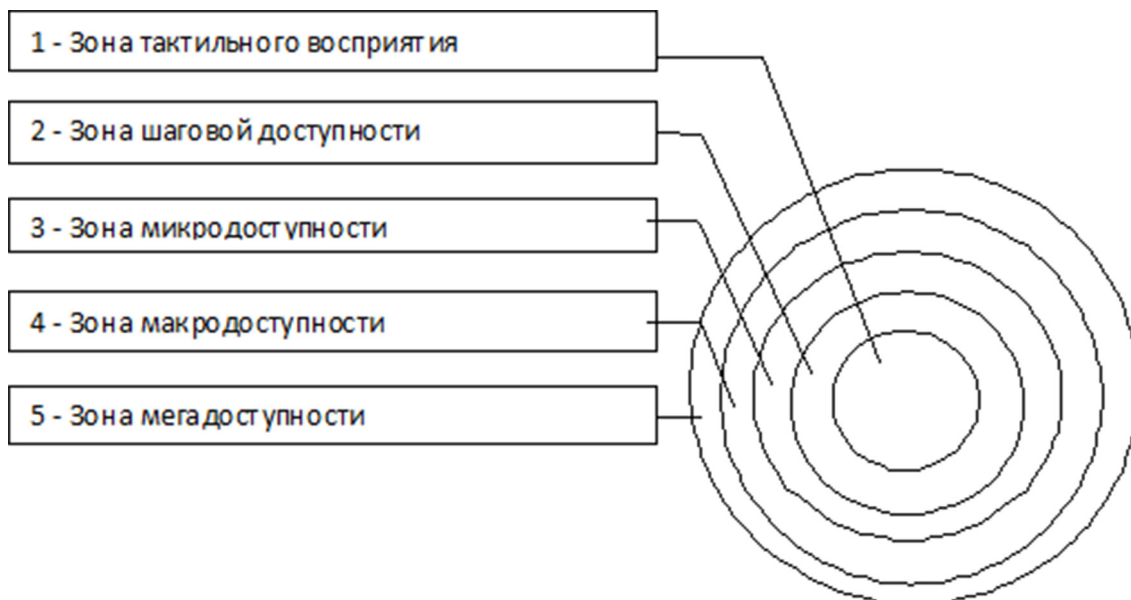 1 - Зона тактильного восприятия
2 - Зона шаговой доступности
3 - Зона микродоступности
4 - Зона макродоступности
5 - Зона мегадоступности